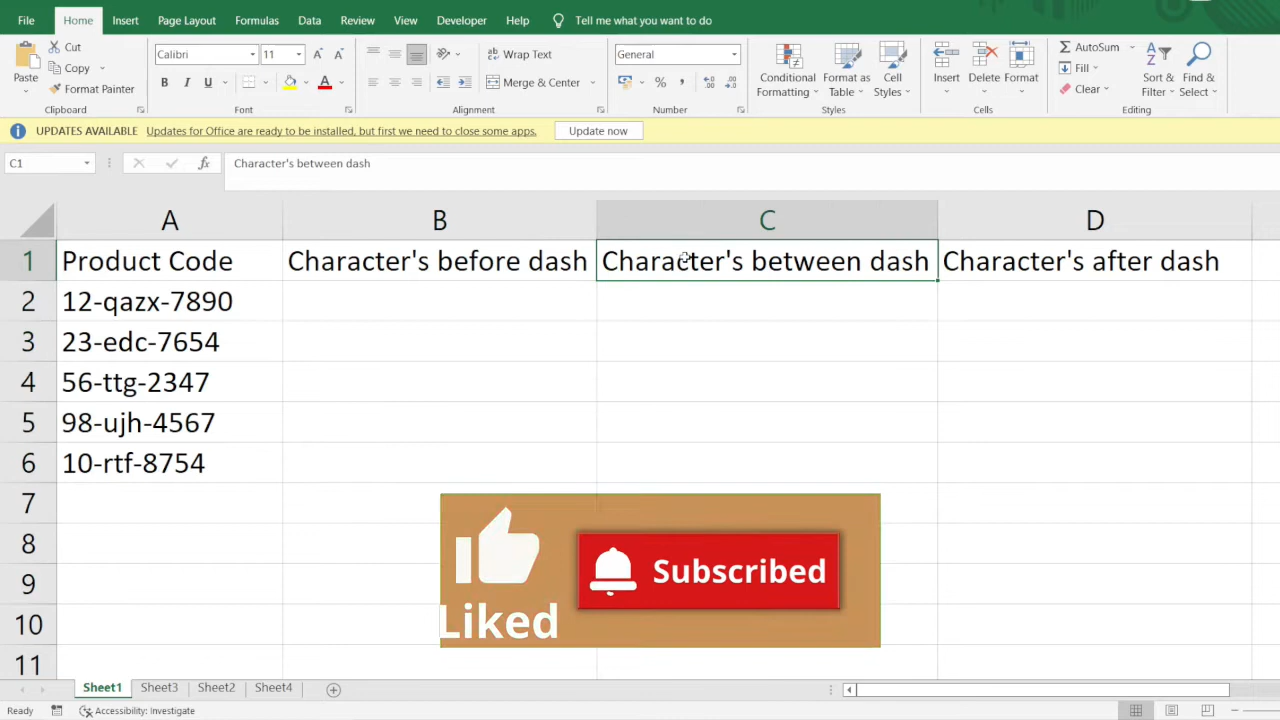 File Home Insert Page Layout Formulas Data Review View Developer Help Tell me what you want to do
Paste
Cut
Copy
Format Painter
Clipboard
Calibri 11 A A
B I U A
Font
ab Wrap Text
Merge & Center
Alignment
General
% ,
Number
Conditional Formatting
Format as Table
Cell Styles
Styles
Insert Delete Format
Cells
AutoSum
Fill
Clear
Sort & Filter
Find & Select
Editing
UPDATES AVAILABLE Updates for Office are ready to be installed, but first we need to close some apps. Update now
C1 fx Character's between dash
A B C D
1 Product Code Character's before dash Character's between dash Character's after dash
2 12-qazx-7890
3 23-edc-7654
4 56-ttg-2347
5 98-ujh-4567
6 10-rtf-8754
7
8
9
10
11
Liked
Subscribed
Sheet1 Sheet3 Sheet2 Sheet4
Ready Accessibility: Investigate